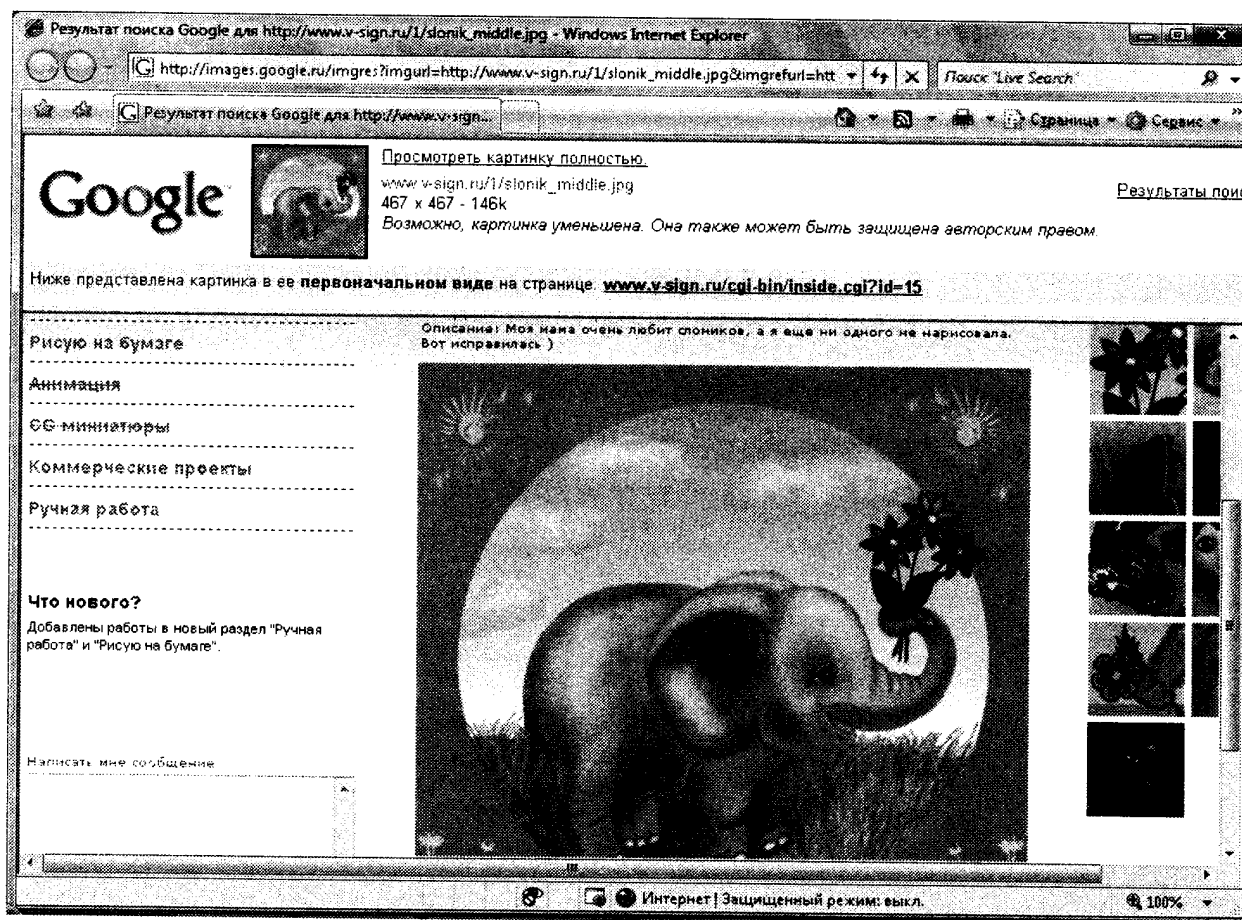 Результат поиска Google для http://www.v-sign.ru/1/slonik_middle.jpg - Windows Internet Explorer
http://images.google.ru/imgres?imgurl=http://www.v-sign.ru/1/slonik_middle.jpg&imgrefurl=htt
Поиск "Live Search"
Результат поиска Google для http://www.v-sign...
Страница
Сервис
Google
Просмотреть картинку полностью.
www.v-sign.ru/1/slonik_middle.jpg
467 x 467 - 146k
Возможно, картинка уменьшена. Она также может быть защищена авторским правом.
Результаты поис
Ниже представлена картинка в ее первоначальном виде на странице: www.v-sign.ru/cgi-bin/inside.cgi?id=15
Описание: Моя мама очень любит слоников, а я еще ни одного не нарисовала.
Вот исправилась )
Рисую на бумаге
Анимация
CG миниатюры
Коммерческие проекты
Ручная работа
Что нового?
Добавлены работы в новый раздел "Ручная
работа" и "Рисую на бумаге".
Написать мне сообщение
Интернет | Защищенный режим: выкл.
100%